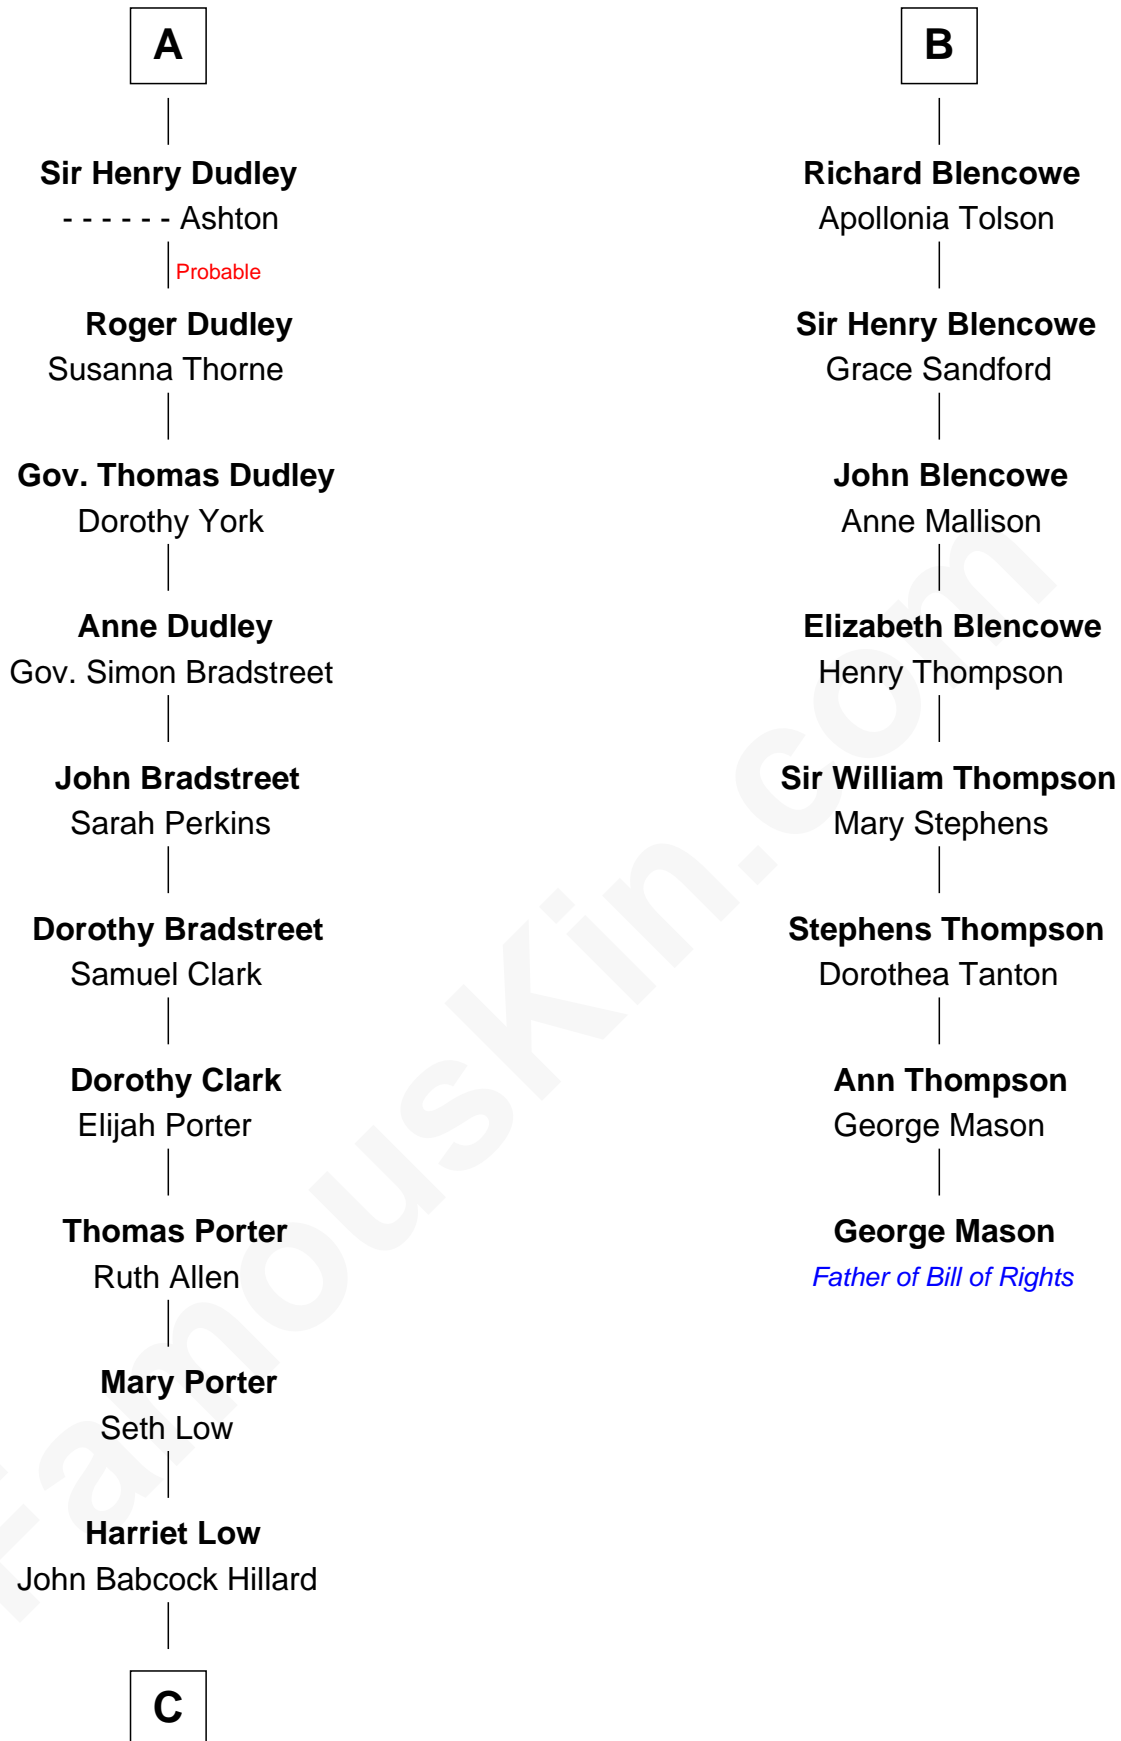 A
Sir Henry Dudley
- - - - - - Ashton
Probable
Roger Dudley
Susanna Thorne
Gov. Thomas Dudley
Dorothy York
Anne Dudley
Gov. Simon Bradstreet
John Bradstreet
Sarah Perkins
Dorothy Bradstreet
Samuel Clark
Dorothy Clark
Elijah Porter
Thomas Porter
Ruth Allen
Mary Porter
Seth Low
Harriet Low
John Babcock Hillard
C
B
Richard Blencowe
Apollonia Tolson
Sir Henry Blencowe
Grace Sandford
John Blencowe
Anne Mallison
Elizabeth Blencowe
Henry Thompson
Sir William Thompson
Mary Stephens
Stephens Thompson
Dorothea Tanton
Ann Thompson
George Mason
George Mason
Father of Bill of Rights
FamousKin.com